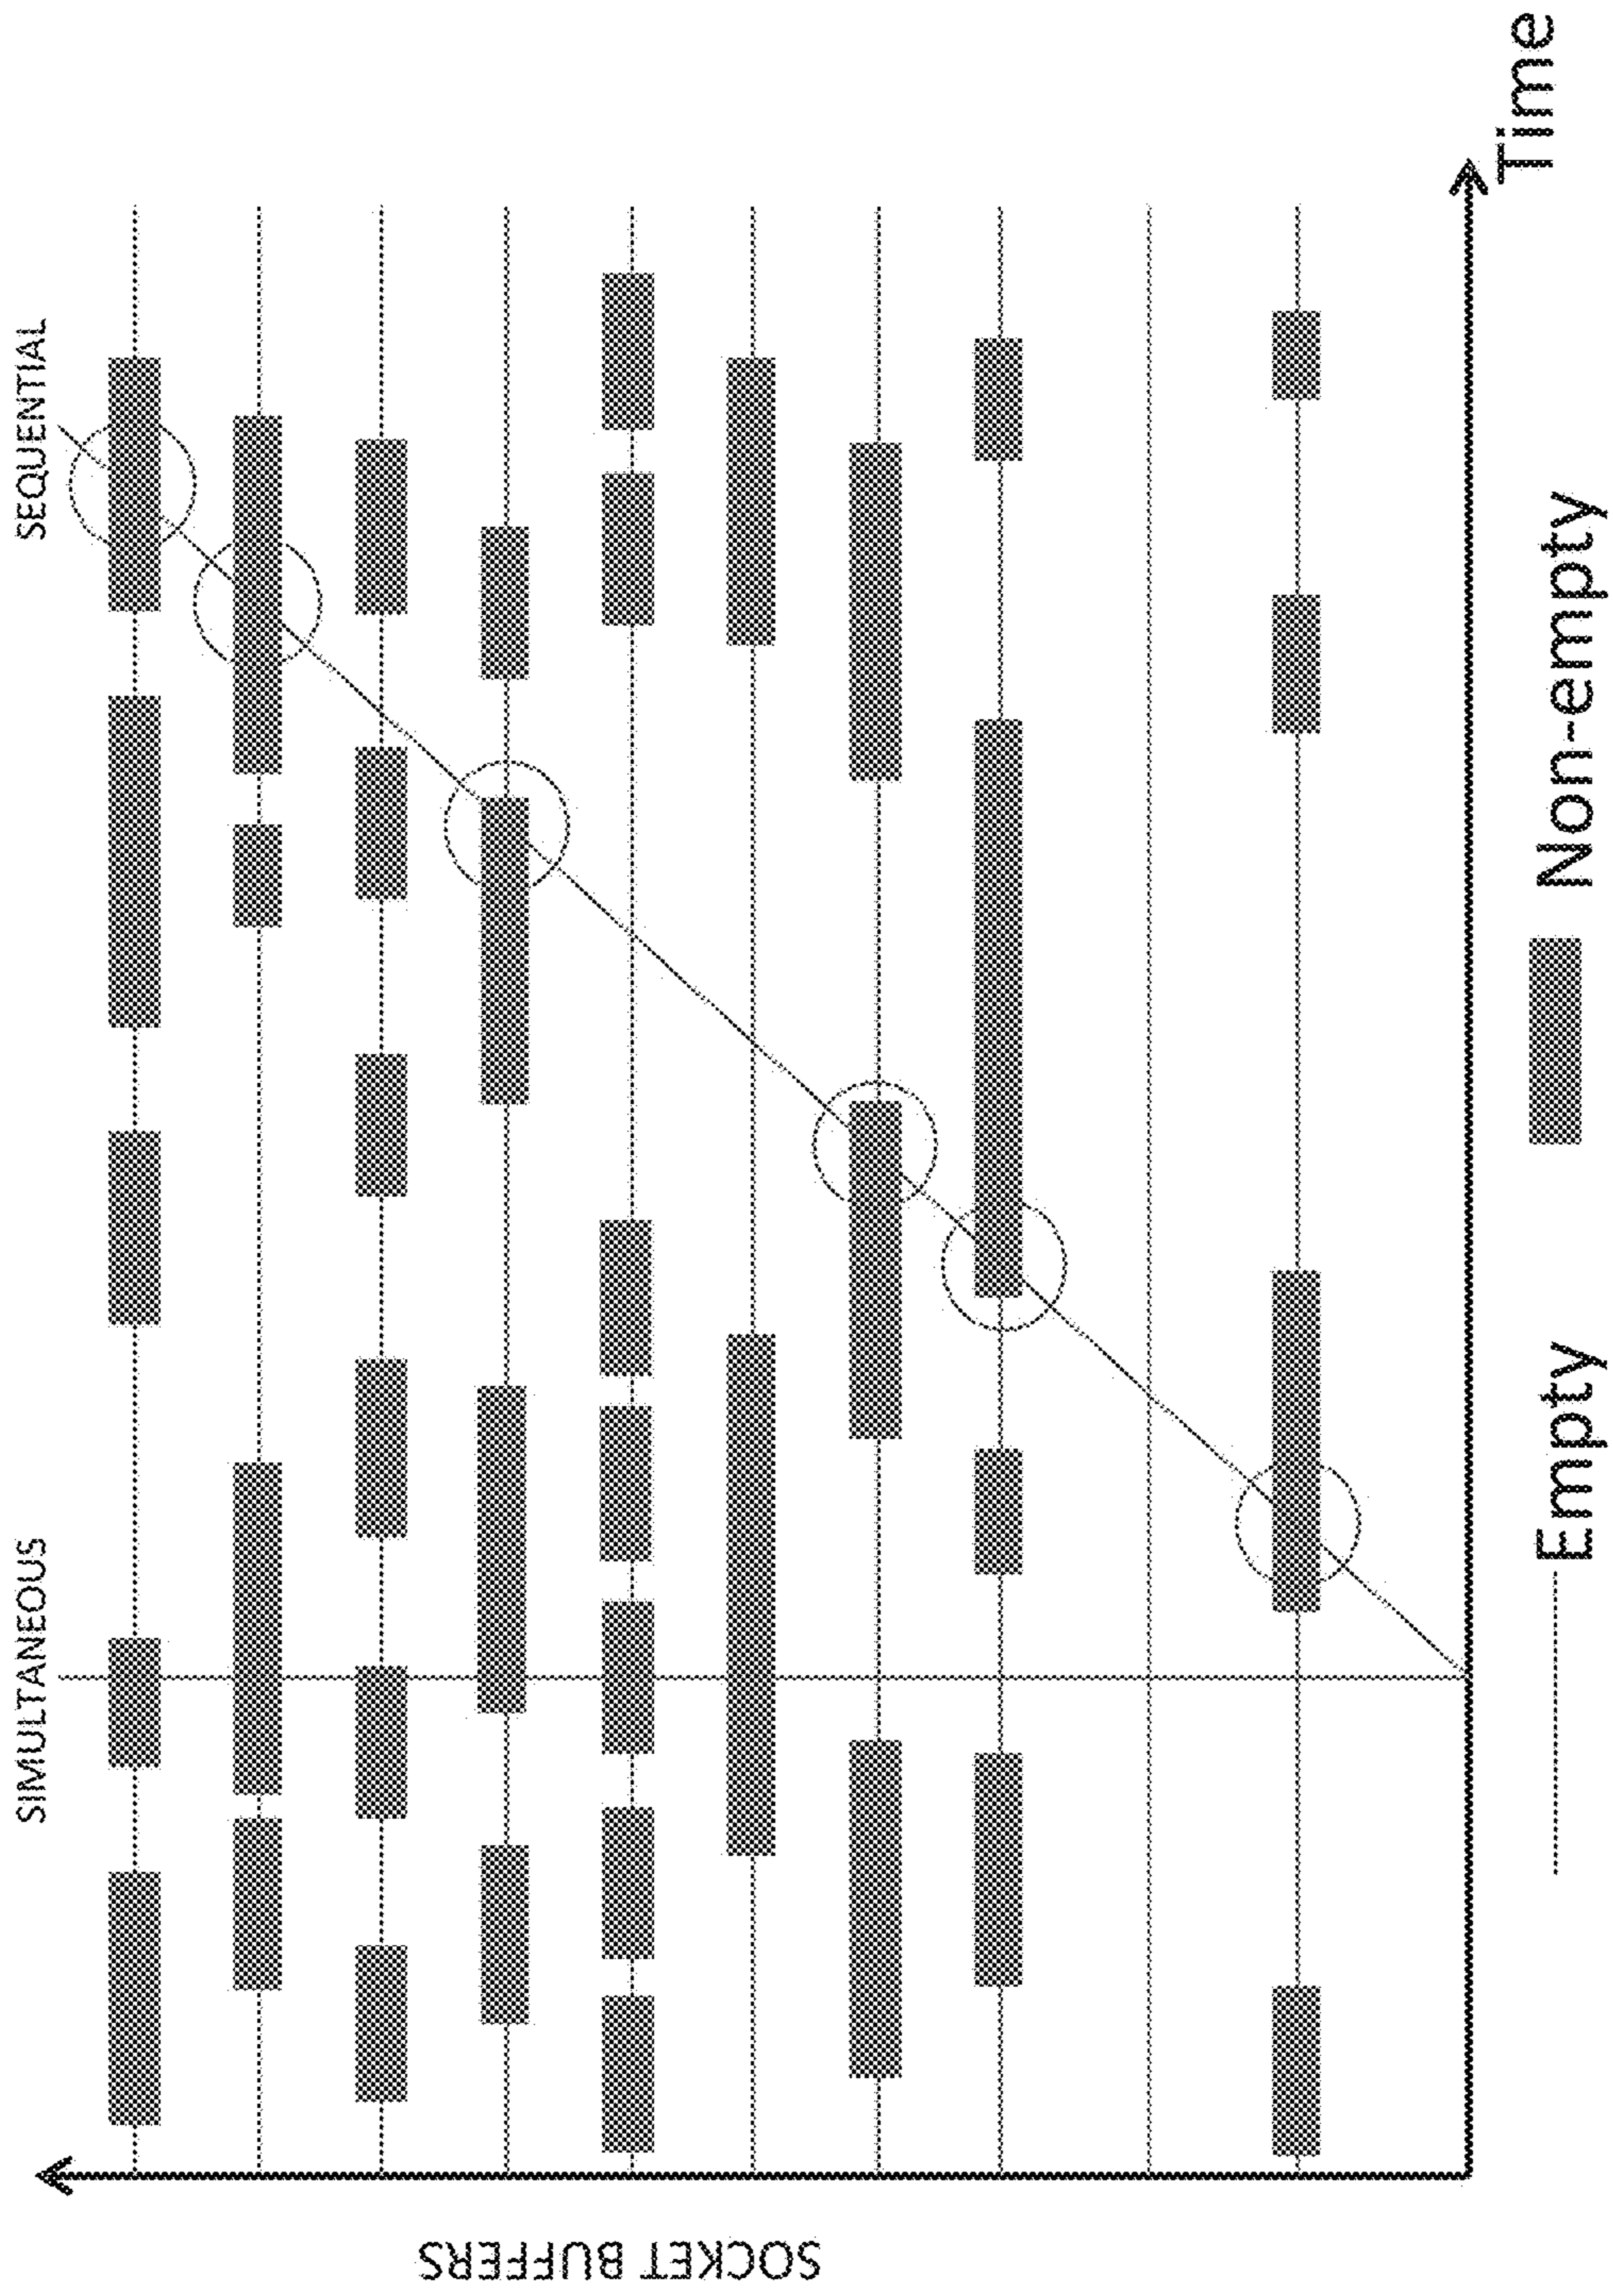 SIMULTANEOUS
SEQUENTIAL
SOCKET BUFFERS
Time
Empty
Non-empty